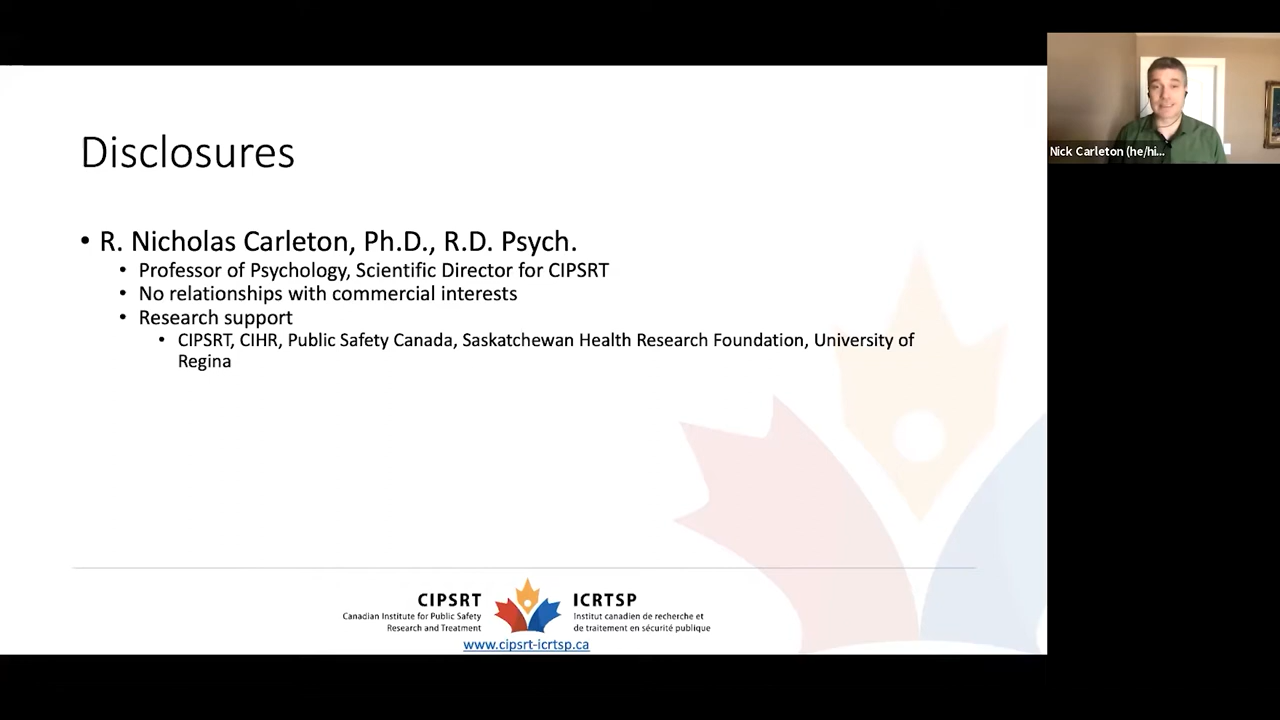 Disclosures
• R. Nicholas Carleton, Ph.D., R.D. Psych.
• Professor of Psychology, Scientific Director for CIPSRT
• No relationships with commercial interests
• Research support
• CIPSRT, CIHR, Public Safety Canada, Saskatchewan Health Research Foundation, University of
Regina
Nick Carleton (he/hi...
CIPSRT
Canadian Institute for Public Safety
Research and Treatment
ICRTSP
Institut canadien de recherche et
de traitement en sécurité publique
www.cipsrt-icrtsp.ca